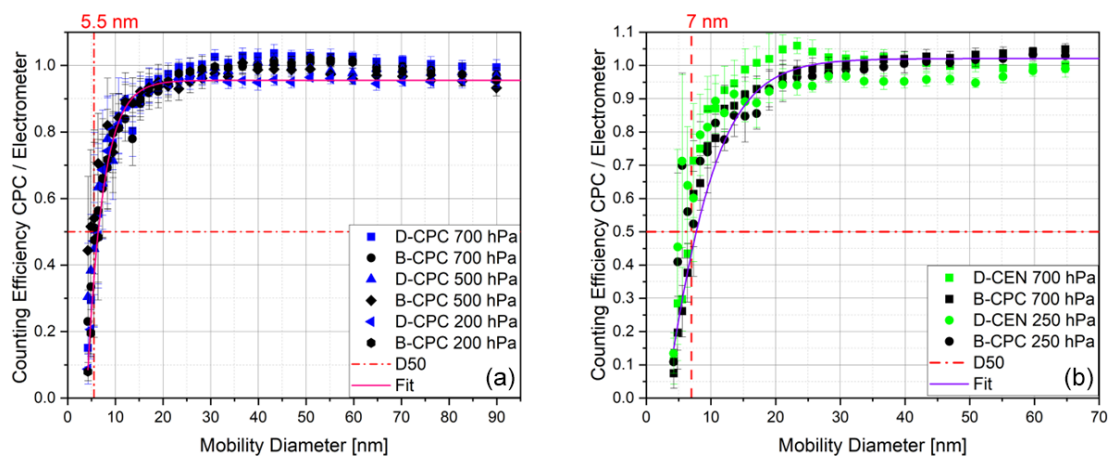 5.5 nm
Counting Efficiency CPC / Electrometer
1.0
0.8
0.6
0.4
0.2
0.0
D-CPC 700 hPa
B-CPC 700 hPa
D-CPC 500 hPa
B-CPC 500 hPa
D-CPC 200 hPa
B-CPC 200 hPa
D50
Fit
(a)
0 10 20 30 40 50 60 70 80 90
Mobility Diameter [nm]
7 nm
Counting Efficiency CPC / Electrometer
1.1
1.0
0.9
0.8
0.7
0.6
0.5
0.4
0.3
0.2
0.1
0.0
D-CEN 700 hPa
B-CPC 700 hPa
D-CEN 250 hPa
B-CPC 250 hPa
D50
Fit
(b)
0 10 20 30 40 50 60 70
Mobility Diameter [nm]